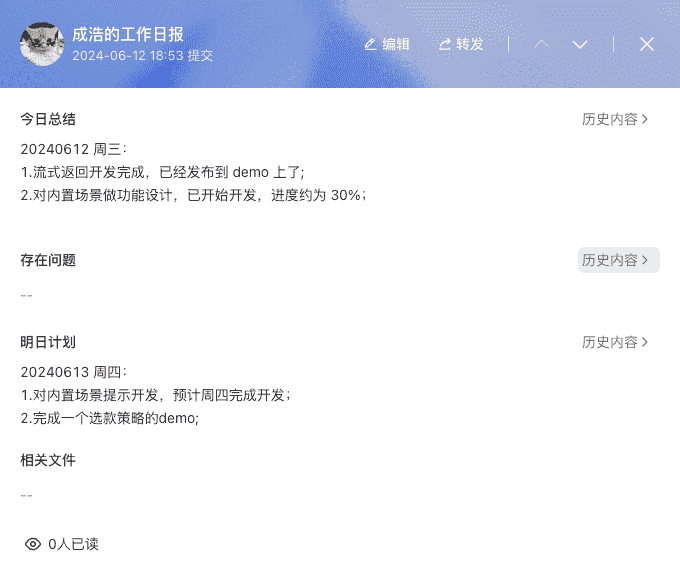 成浩的工作日报
2024-06-12 18:53 提交
编辑
转发
今日总结
历史内容
20240612 周三：
1.流式返回开发完成，已经发布到 demo 上了;
2.对内置场景做功能设计，已开始开发，进度约为 30%；
存在问题
历史内容
--
明日计划
历史内容
20240613 周四：
1.对内置场景提示开发，预计周四完成开发；
2.完成一个选款策略的demo;
相关文件
--
0人已读